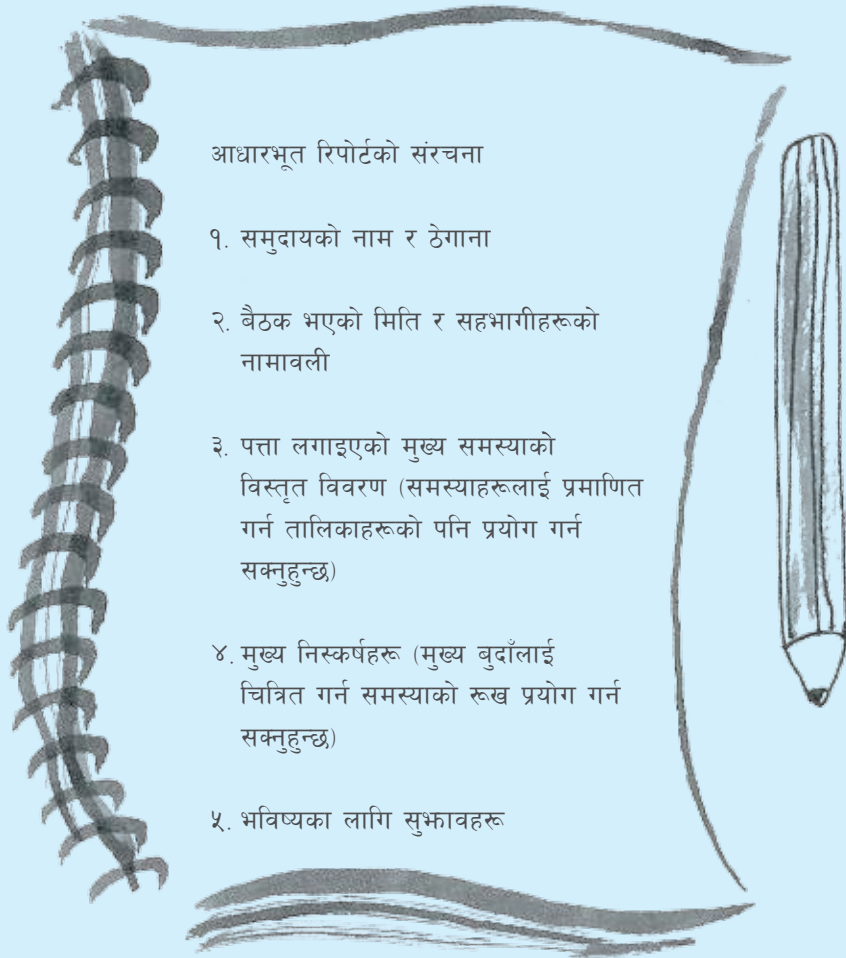 आधारभूत रिपोर्टको संरचना
१. समुदायको नाम र ठेगाना
२. बैठक भएको मिति र सहभागीहरूको
नामावली
३. पत्ता लगाइएको मुख्य समस्याको
विस्तृत विवरण (समस्याहरूलाई प्रमाणित
गर्न तालिकाहरूको पनि प्रयोग गर्न
सक्नुहुन्छ)
४. मुख्य निस्कर्षहरू (मुख्य बुदाँलाई
चित्रित गर्न समस्याको रूख प्रयोग गर्न
सक्नुहुन्छ)
५. भविष्यका लागि सुझावहरू